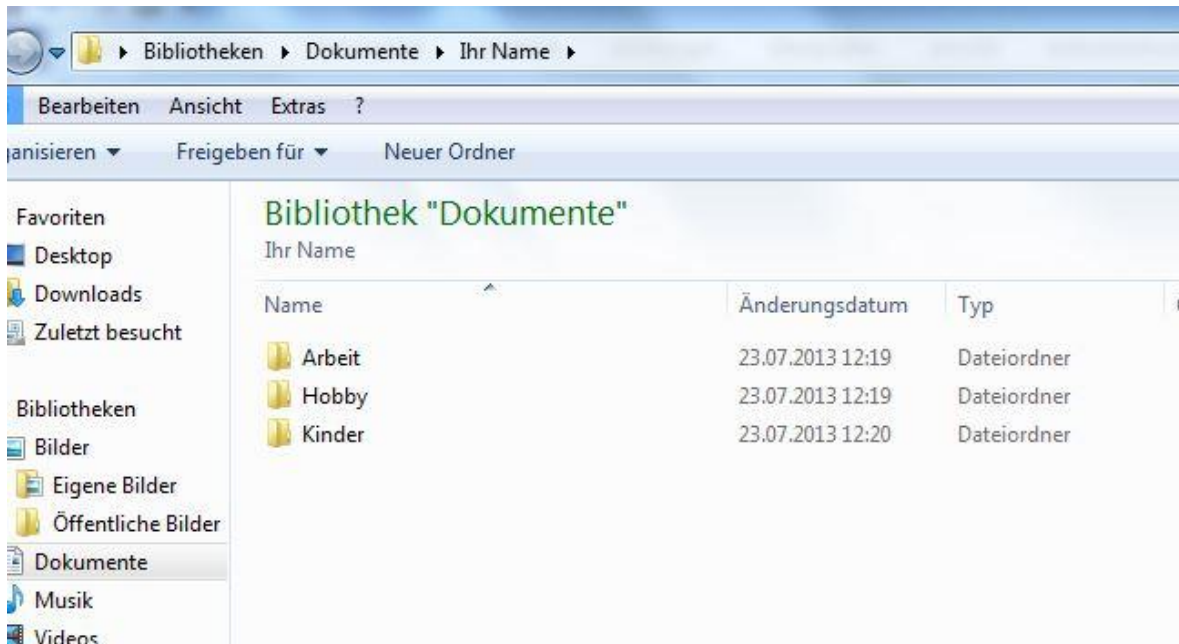 Bibliotheken Dokumente Ihr Name
Bearbeiten Ansicht Extras ?
Freigeben für Neuer Ordner
Favoriten
Desktop
Downloads
Zuletzt besucht
Bibliotheken
Bilder
Eigene Bilder
Öffentliche Bilder
Dokumente
Musik
Videos
Bibliothek "Dokumente"
Ihr Name
Name Änderungsdatum Typ
Arbeit 23.07.2013 12:19 Dateiordner
Hobby 23.07.2013 12:19 Dateiordner
Kinder 23.07.2013 12:20 Dateiordner